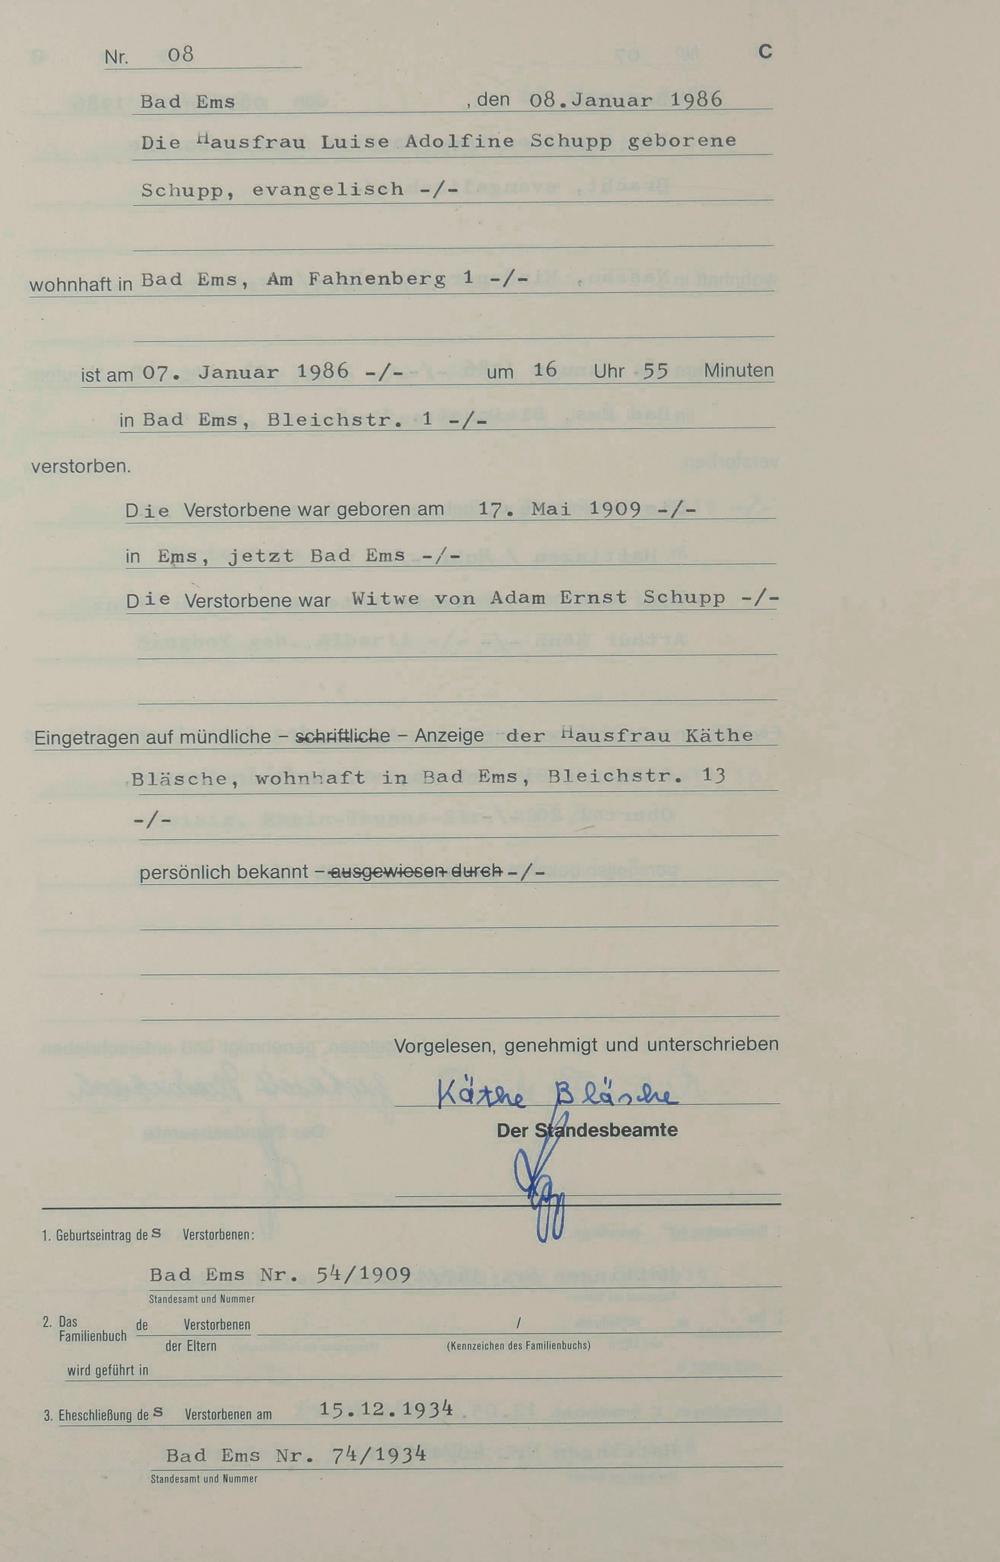 Nr. 08 C
Bad Ems , den 08.Januar 1986
Die Hausfrau Luise Adolfine Schupp geborene
Schupp, evangelisch -/-
wohnhaft in Bad Ems, Am Fahnenberg 1 -/-
ist am 07. Januar 1986 -/- um 16 Uhr 55 Minuten
in Bad Ems, Bleichstr. 1 -/-
verstorben.
Die Verstorbene war geboren am 17. Mai 1909 -/-
in Ems, jetzt Bad Ems -/-
Die Verstorbene war Witwe von Adam Ernst Schupp -/-
Eingetragen auf mündliche – schriftliche – Anzeige der Hausfrau Käthe
Bläsche, wohnhaft in Bad Ems, Bleichstr. 13
-/-
persönlich bekannt – ausgewiesen durch -/-
Vorgelesen, genehmigt und unterschrieben
Käthe Bläsche
Der Standesbeamte
1. Geburtseintrag des Verstorbenen:
Bad Ems Nr. 54/1909
Standesamt und Nummer
2. Das Familienbuch de Verstorbenen /
der Eltern (Kennzeichen des Familienbuchs)
wird geführt in
3. Eheschließung des Verstorbenen am 15.12.1934
Bad Ems Nr. 74/1934
Standesamt und Nummer